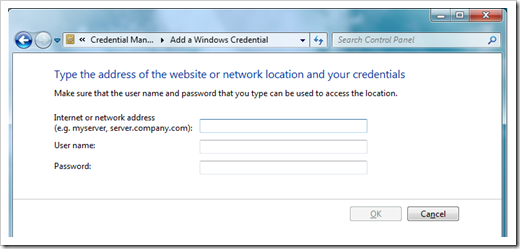 « Credential Man... ▸ Add a Windows Credential
Search Control Panel
Type the address of the website or network location and your credentials
Make sure that the user name and password that you type can be used to access the location.
Internet or network address
(e.g. myserver, server.company.com):
User name:
Password:
OK
Cancel